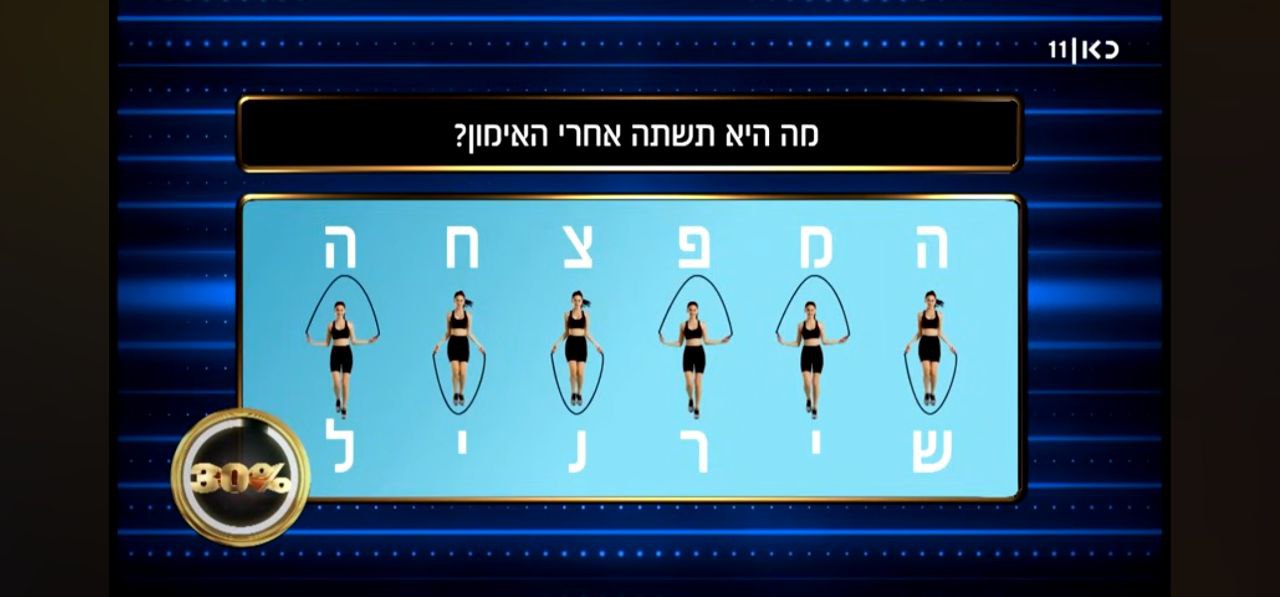 כאן|11
מה היא תשתה אחרי האימון?
ה מ פ צ ח ה
ש י ר נ י ל
30%